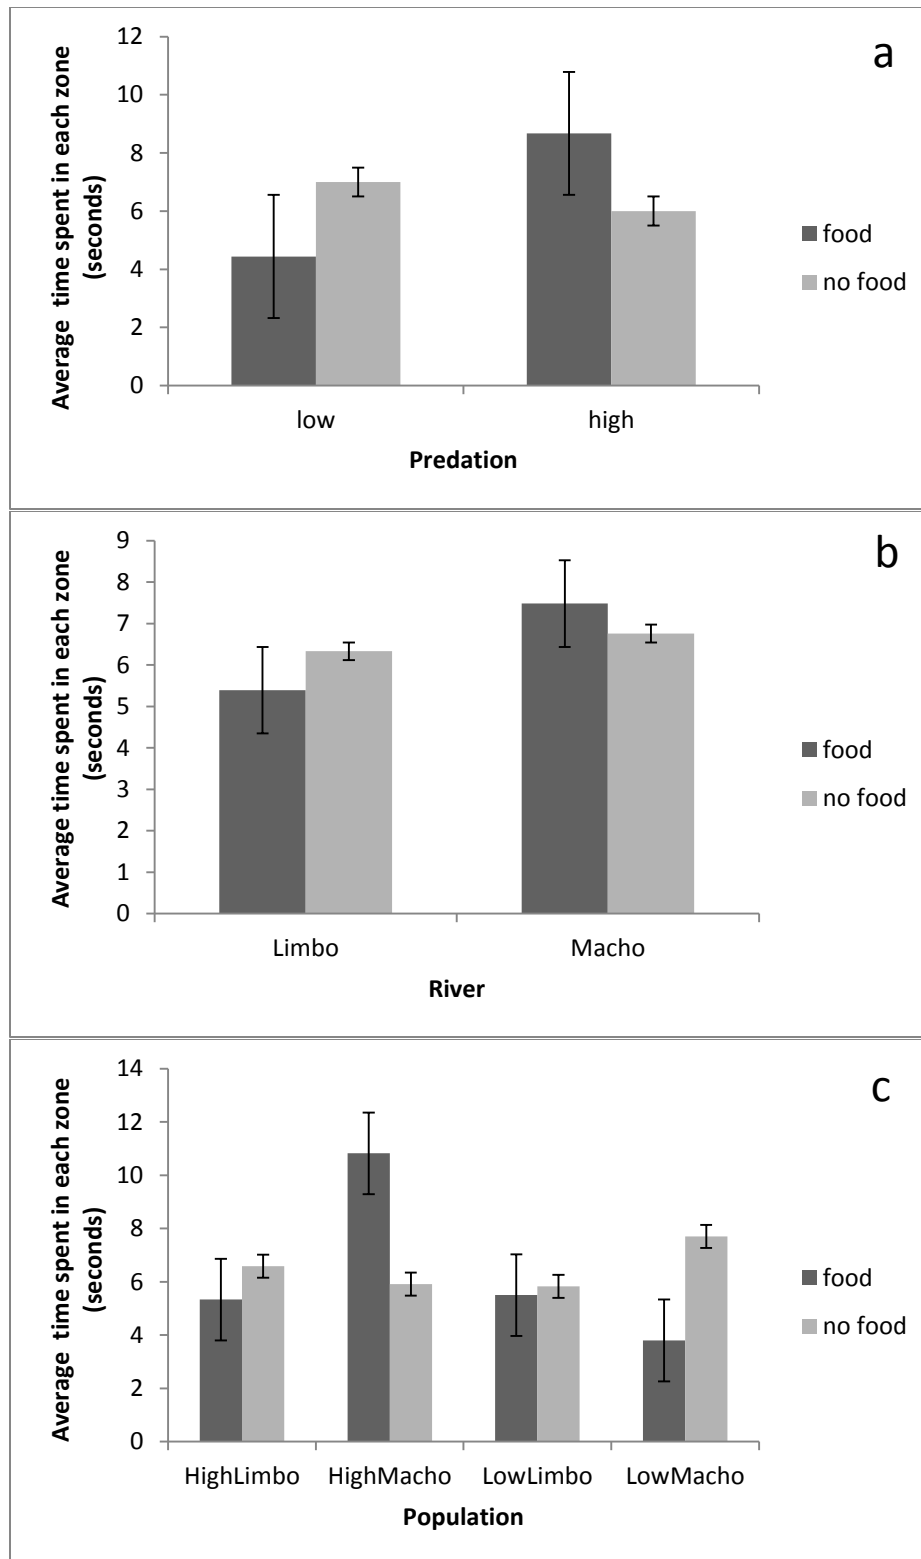 a
12
10
8
6
4
2
0
Average time spent in each zone
(seconds)
low
high
Predation
food
no food
b
9
8
7
6
5
4
3
2
1
0
Average time spent in each zone
(seconds)
Limbo
Macho
River
food
no food
c
14
12
10
8
6
4
2
0
Average time spent in each zone
(seconds)
HighLimbo
HighMacho
LowLimbo
LowMacho
Population
food
no food